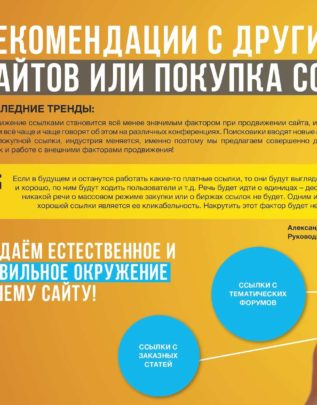 ЕКОМЕНДАЦИИ С ДРУГИ
АЙТОВ ИЛИ ПОКУПКА СС
ЛЕДНИЕ ТРЕНДЫ:
ижение ссылками становится всё менее значимым фактором при продвижении сайта, и
м всё чаще и чаще говорят об этом на различных конференциях. Поисковики вводят новые
покупной ссылки, индустрия меняется, именно поэтому мы предлагаем совершенно д
к и работе с внешними факторами продвижения!
Если в будущем и останутся работать какие-то платные ссылки, то они будут выгляд
и хорошо, по ним будут ходить пользователи и т.д. Речь будет идти о единицах – дес
никакой речи о массовом режиме закупки или о биржах ссылок не будет. Одним и
хорошей ссылки является ее кликабельность. Накрутить этот фактор будет не
Александ
Руковод
ДАЁМ ЕСТЕСТВЕННОЕ И
ВИЛЬНОЕ ОКРУЖЕНИЕ
ЕМУ САЙТУ!
ССЫЛКИ С
ТЕМАТИЧЕСКИХ
ФОРУМОВ
ССЫЛКИ С
ЗАКАЗНЫХ
СТАТЕЙ